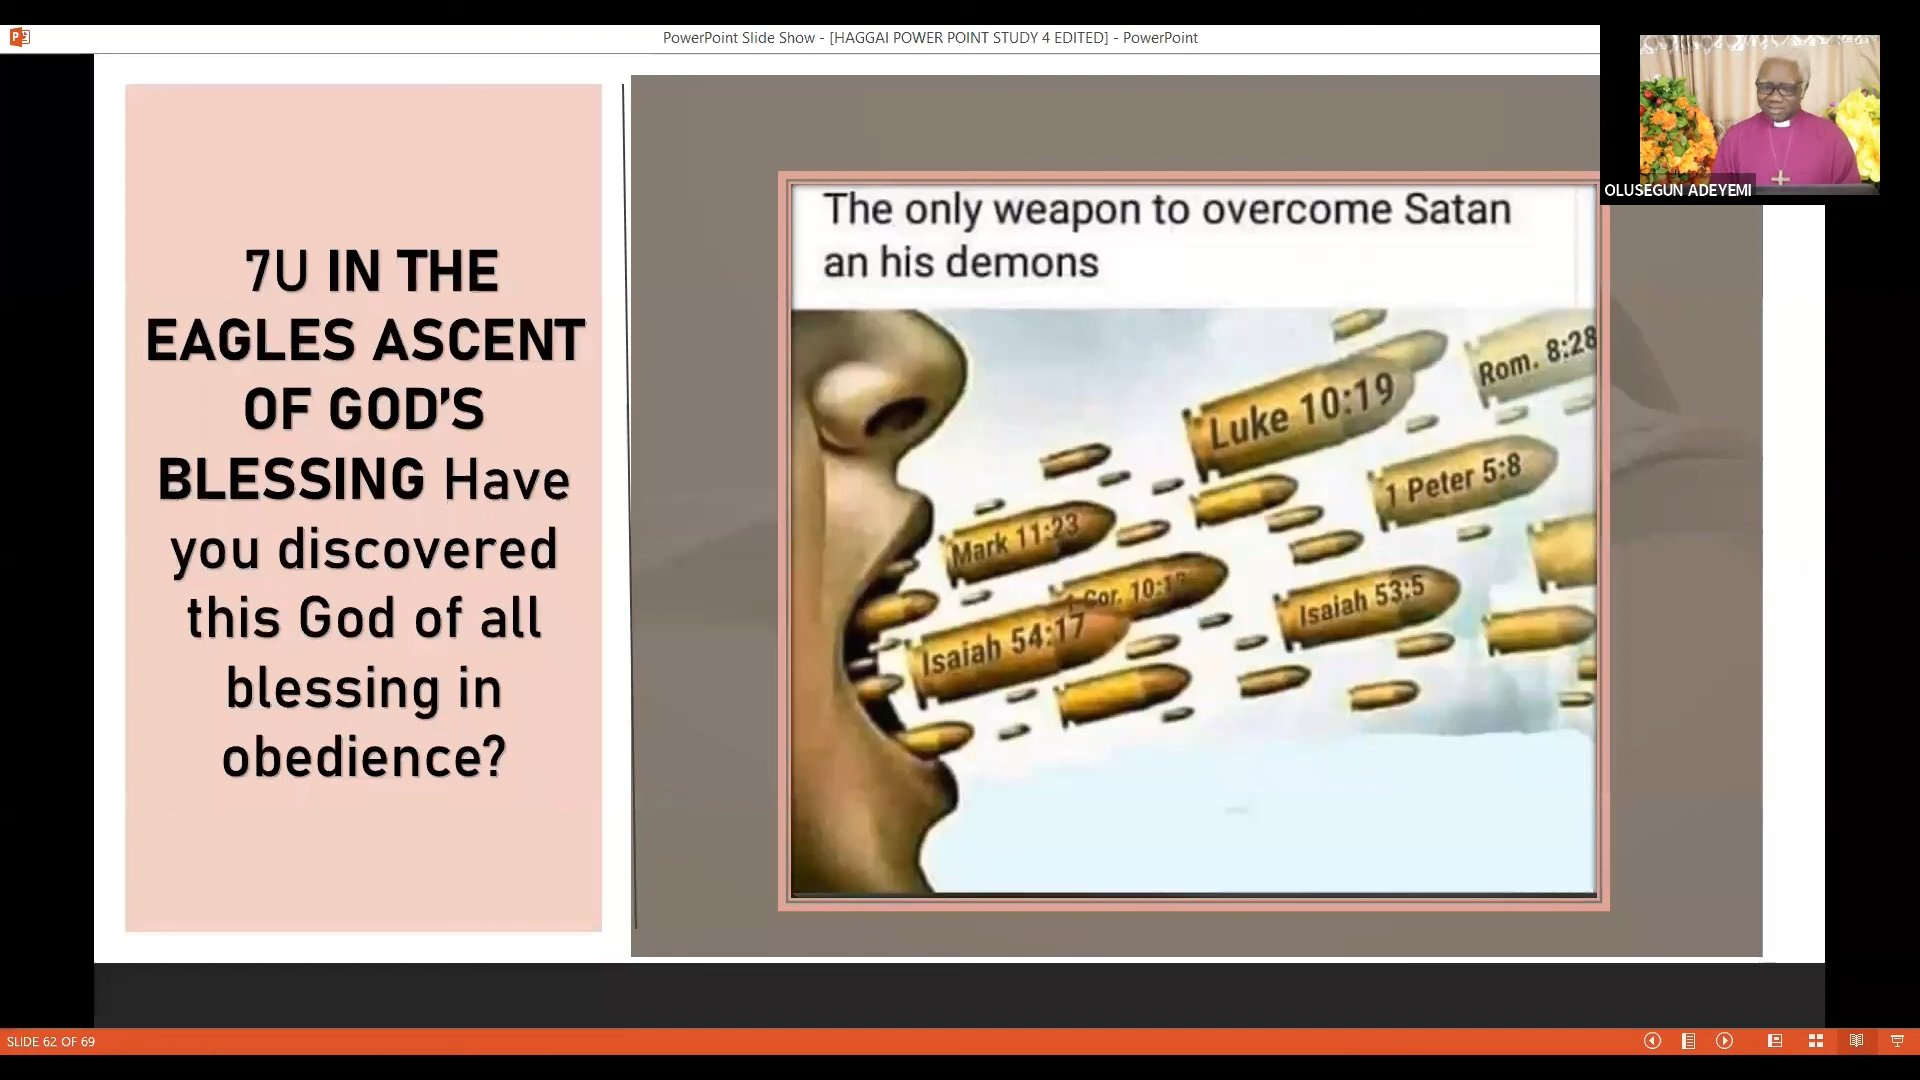 PowerPoint Slide Show - [HAGGAI POWER POINT STUDY 4 EDITED] - PowerPoint
OLUSEGUN ADEYEMI
7U IN THE
EAGLES ASCENT
OF GOD'S
BLESSING Have
you discovered
this God of all
blessing in
obedience?
The only weapon to overcome Satan
an his demons
Rom. 8:28
Luke 10:19
1 Peter 5:8
Mark 11:23
Cor. 10:1
Isaiah 53:5
Isaiah 54:17
SLIDE 62 OF 69